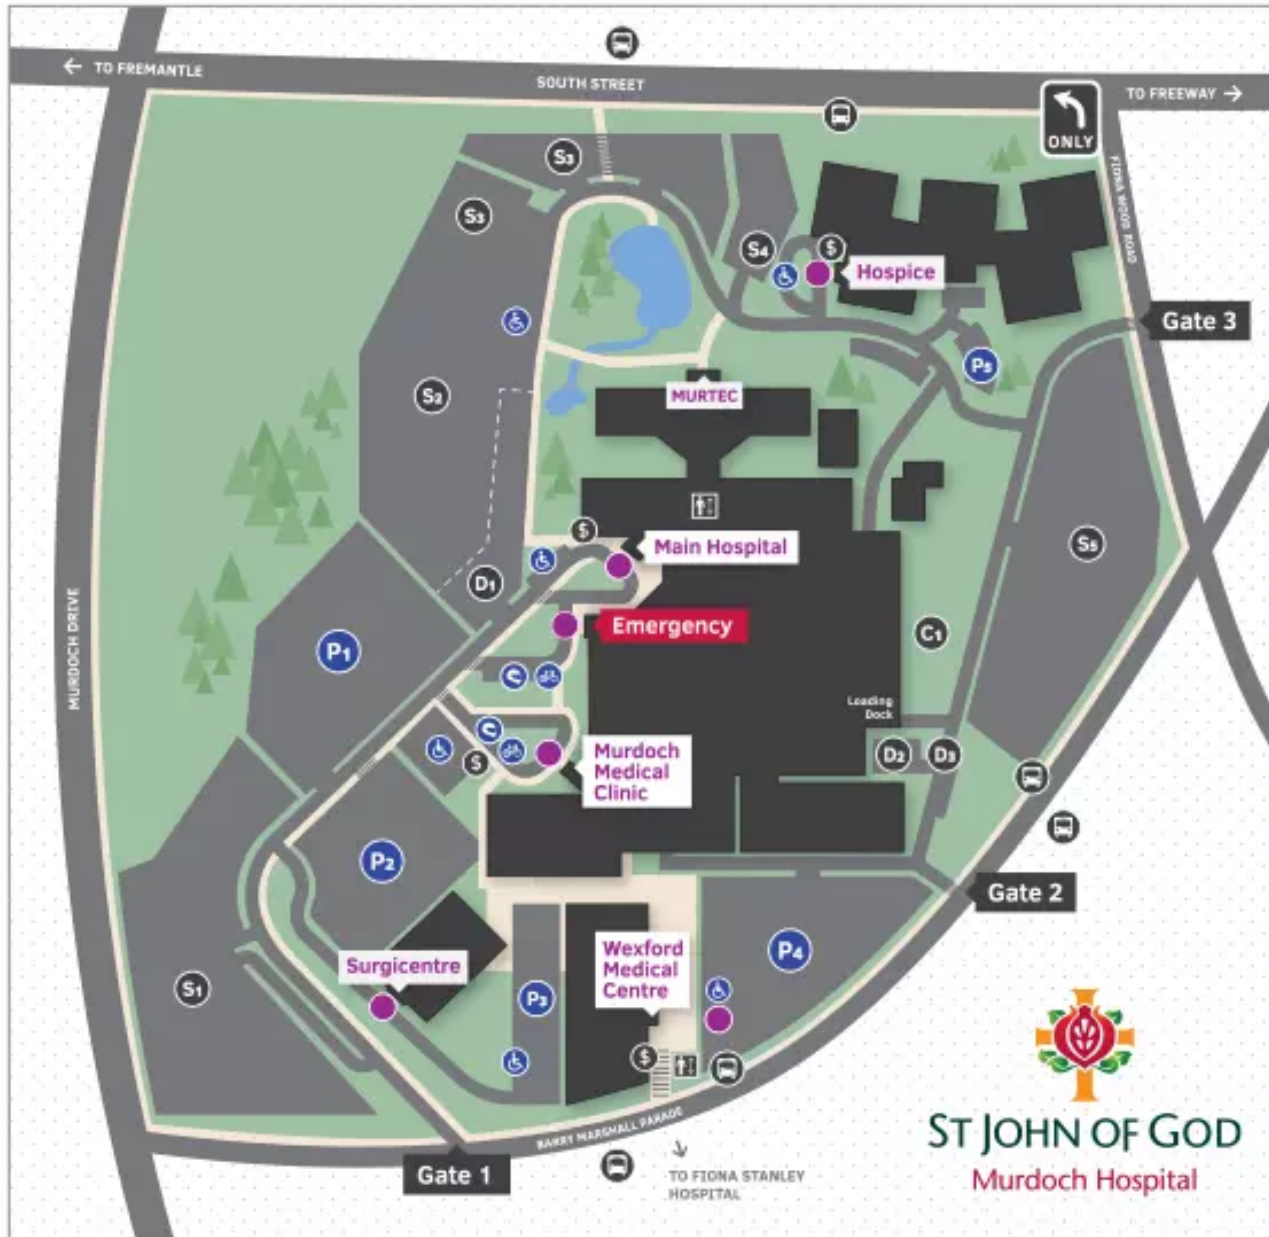 ← TO FREMANTLE
SOUTH STREET
TO FREEWAY →
ONLY
FIONA WOOD ROAD
S3
S3
S4
$
Hospice
Gate 3
P5
MURTEC
S2
$
Main Hospital
S5
D1
Emergency
C1
P1
MURDOCH DRIVE
Loading
Dock
D2
D3
S
Murdoch
Medical
Clinic
P2
Gate 2
Surgicentre
Wexford
Medical
Centre
P4
S1
P3
$
BARRY MARSHALL PARADE
Gate 1
TO FIONA STANLEY
HOSPITAL
ST JOHN OF GOD
Murdoch Hospital